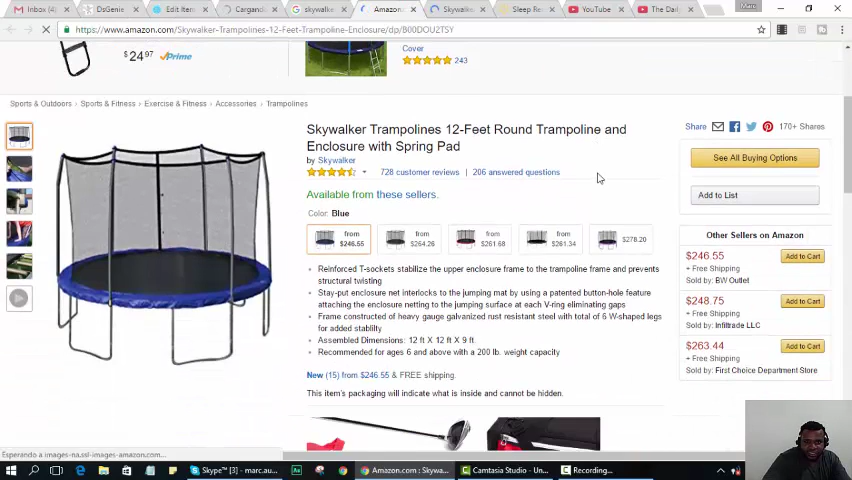 Inbox (4)
DsGenie
Edit Item
Cargand
skywalke
Amazon.
Skywalke
Sleep Re
YouTube
The Daily
Marc
https://www.amazon.com/Skywalker-Trampolines-12-Feet-Trampoline-Enclosure/dp/B00DOU2TSY
$24.97 Prime
Cover
243
Sports & Outdoors › Sports & Fitness › Exercise & Fitness › Accessories › Trampolines
Skywalker Trampolines 12-Feet Round Trampoline and
Enclosure with Spring Pad
by Skywalker
728 customer reviews | 206 answered questions
Available from these sellers.
Color: Blue
from $246.55
from $264.26
from $261.68
from $261.34
$278.20
• Reinforced T-sockets stabilize the upper enclosure frame to the trampoline frame and prevents
structural twisting
• Stay-put enclosure net interlocks to the jumping mat by using a patented button-hole feature
attaching the enclosure netting to the jumping surface at each V-ring eliminating gaps
• Frame constructed of heavy gauge galvanized rust resistant steel with total of 6 W-shaped legs
for added stability
• Assembled Dimensions: 12 ft X 12 ft X 9 ft.
• Recommended for ages 6 and above with a 200 lb. weight capacity
New (15) from $246.55 & FREE shipping.
This item's packaging will indicate what is inside and cannot be hidden.
Share 170+ Shares
See All Buying Options
Add to List
Other Sellers on Amazon
$246.55 Add to Cart
+ Free Shipping
Sold by: BW Outlet
$248.75 Add to Cart
+ Free Shipping
Sold by: Infiltrade LLC
$263.44 Add to Cart
+ Free Shipping
Sold by: First Choice Department Store
Esperando a images-na.ssl-images-amazon.com...
Skype™ [3] - marc.au...
Amazon.com : Skywa...
Camtasia Studio - Un...
Recording...